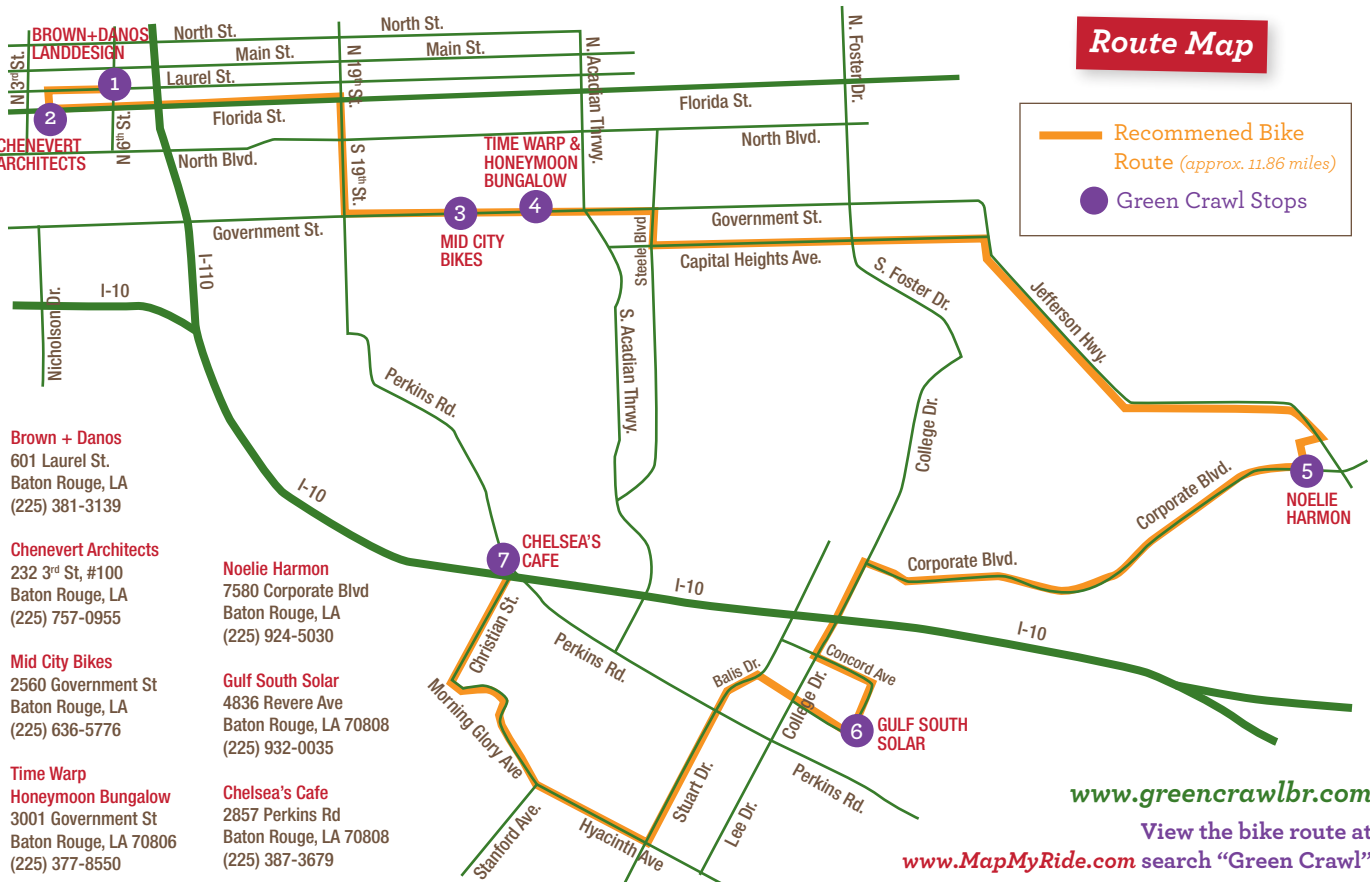 Route Map
Recommened Bike
Route (approx. 11.86 miles)
Green Crawl Stops
BROWN+DANOS
LANDDESIGN
1
2
CHENEVERT
ARCHITECTS
N 3rd St.
N 6th St.
North St.
North St.
Main St.
Main St.
Laurel St.
Florida St.
Florida St.
North Blvd.
North Blvd.
N 19th St.
S 19th St.
N. Acadian Thrwy.
N. Foster Dr.
TIME WARP &
HONEYMOON
BUNGALOW
3
4
MID CITY
BIKES
Government St.
Government St.
Steele Blvd
Capital Heights Ave.
S. Foster Dr.
Jefferson Hwy.
I-110
I-10
Nicholson Dr.
Perkins Rd.
S. Acadian Thrwy.
College Dr.
Corporate Blvd.
5
NOELIE
HARMON
Corporate Blvd.
I-10
7
CHELSEA'S
CAFE
I-10
I-10
Christian St.
Perkins Rd.
Balis Dr.
Concord Ave
College Dr.
6
GULF SOUTH
SOLAR
Morning Glory Ave
Stuart Dr.
Perkins Rd.
Lee Dr.
Stanford Ave.
Hyacinth Ave
Brown + Danos
601 Laurel St.
Baton Rouge, LA
(225) 381-3139
Chenevert Architects
232 3rd St, #100
Baton Rouge, LA
(225) 757-0955
Mid City Bikes
2560 Government St
Baton Rouge, LA
(225) 636-5776
Time Warp
Honeymoon Bungalow
3001 Government St
Baton Rouge, LA 70806
(225) 377-8550
Noelie Harmon
7580 Corporate Blvd
Baton Rouge, LA
(225) 924-5030
Gulf South Solar
4836 Revere Ave
Baton Rouge, LA 70808
(225) 932-0035
Chelsea's Cafe
2857 Perkins Rd
Baton Rouge, LA 70808
(225) 387-3679
www.greencrawlbr.com
View the bike route at
www.MapMyRide.com search "Green Crawl"